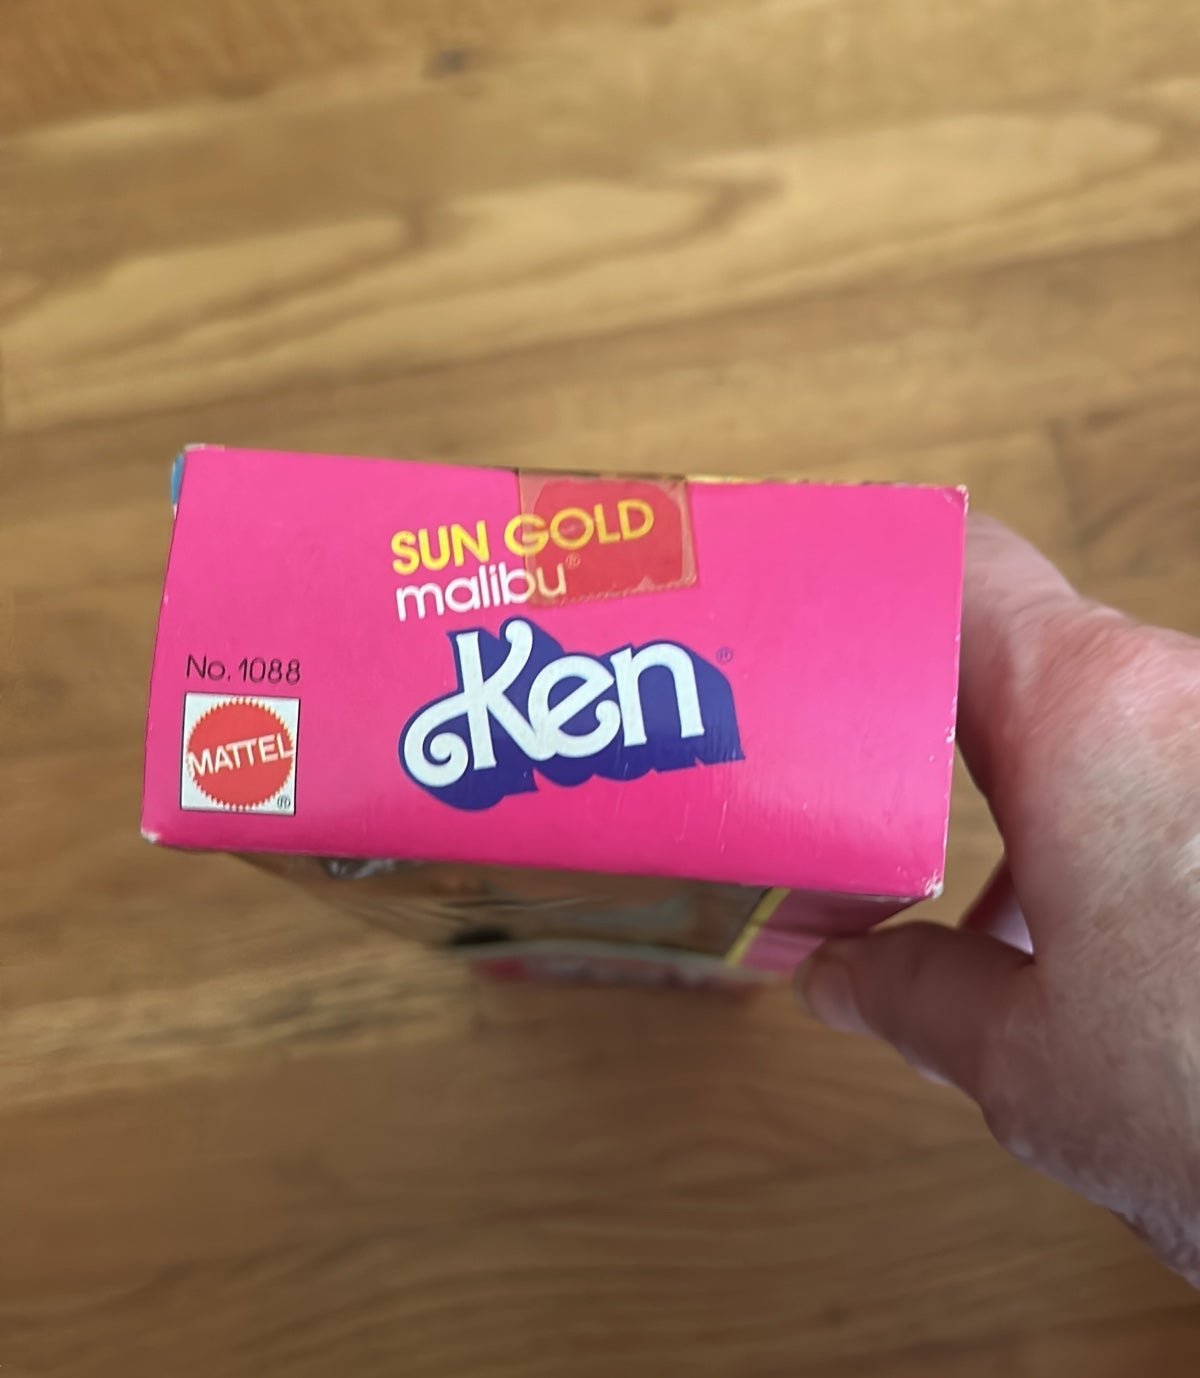 SUN GOLD
malibu®
Ken®
No. 1088
MATTEL
®